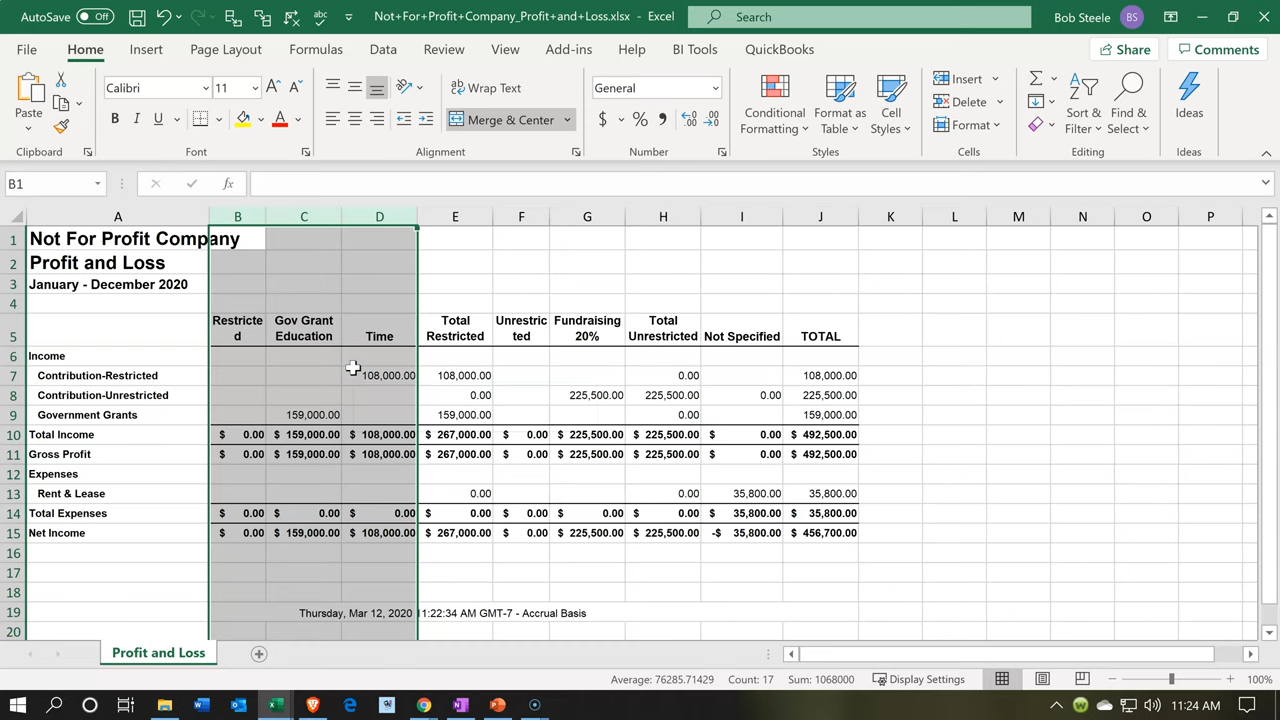 AutoSave Off Not+For+Profit+Company_Profit+and+Loss.xlsx - Excel Search Bob Steele BS
File Home Insert Page Layout Formulas Data Review View Add-ins Help BI Tools QuickBooks Share Comments
Calibri 11 Wrap Text General Insert
Paste B I U A Merge & Center $ % Conditional Formatting Format as Table Cell Styles Delete Format Sort & Filter Find & Select Ideas
Clipboard Font Alignment Number Styles Cells Editing Ideas
B1 fx
A B C D E F G H I J K L M N O P
1 Not For Profit Company
2 Profit and Loss
3 January - December 2020
4
5 Restricte d Gov Grant Education Time Total Restricted Unrestric ted Fundraising 20% Total Unrestricted Not Specified TOTAL
6 Income
7 Contribution-Restricted 108,000.00 108,000.00 0.00 108,000.00
8 Contribution-Unrestricted 0.00 225,500.00 225,500.00 0.00 225,500.00
9 Government Grants 159,000.00 159,000.00 0.00 159,000.00
10 Total Income $ 0.00 $ 159,000.00 $ 108,000.00 $ 267,000.00 $ 0.00 $ 225,500.00 $ 225,500.00 $ 0.00 $ 492,500.00
11 Gross Profit $ 0.00 $ 159,000.00 $ 108,000.00 $ 267,000.00 $ 0.00 $ 225,500.00 $ 225,500.00 $ 0.00 $ 492,500.00
12 Expenses
13 Rent & Lease 0.00 0.00 35,800.00 35,800.00
14 Total Expenses $ 0.00 $ 0.00 $ 0.00 $ 0.00 $ 0.00 $ 0.00 $ 0.00 $ 35,800.00 $ 35,800.00
15 Net Income $ 0.00 $ 159,000.00 $ 108,000.00 $ 267,000.00 $ 0.00 $ 225,500.00 $ 225,500.00 -$ 35,800.00 $ 456,700.00
16
17
18
19 Thursday, Mar 12, 2020 11:22:34 AM GMT-7 - Accrual Basis
20
Profit and Loss
Average: 76285.71429 Count: 17 Sum: 1068000 Display Settings 100%
11:24 AM